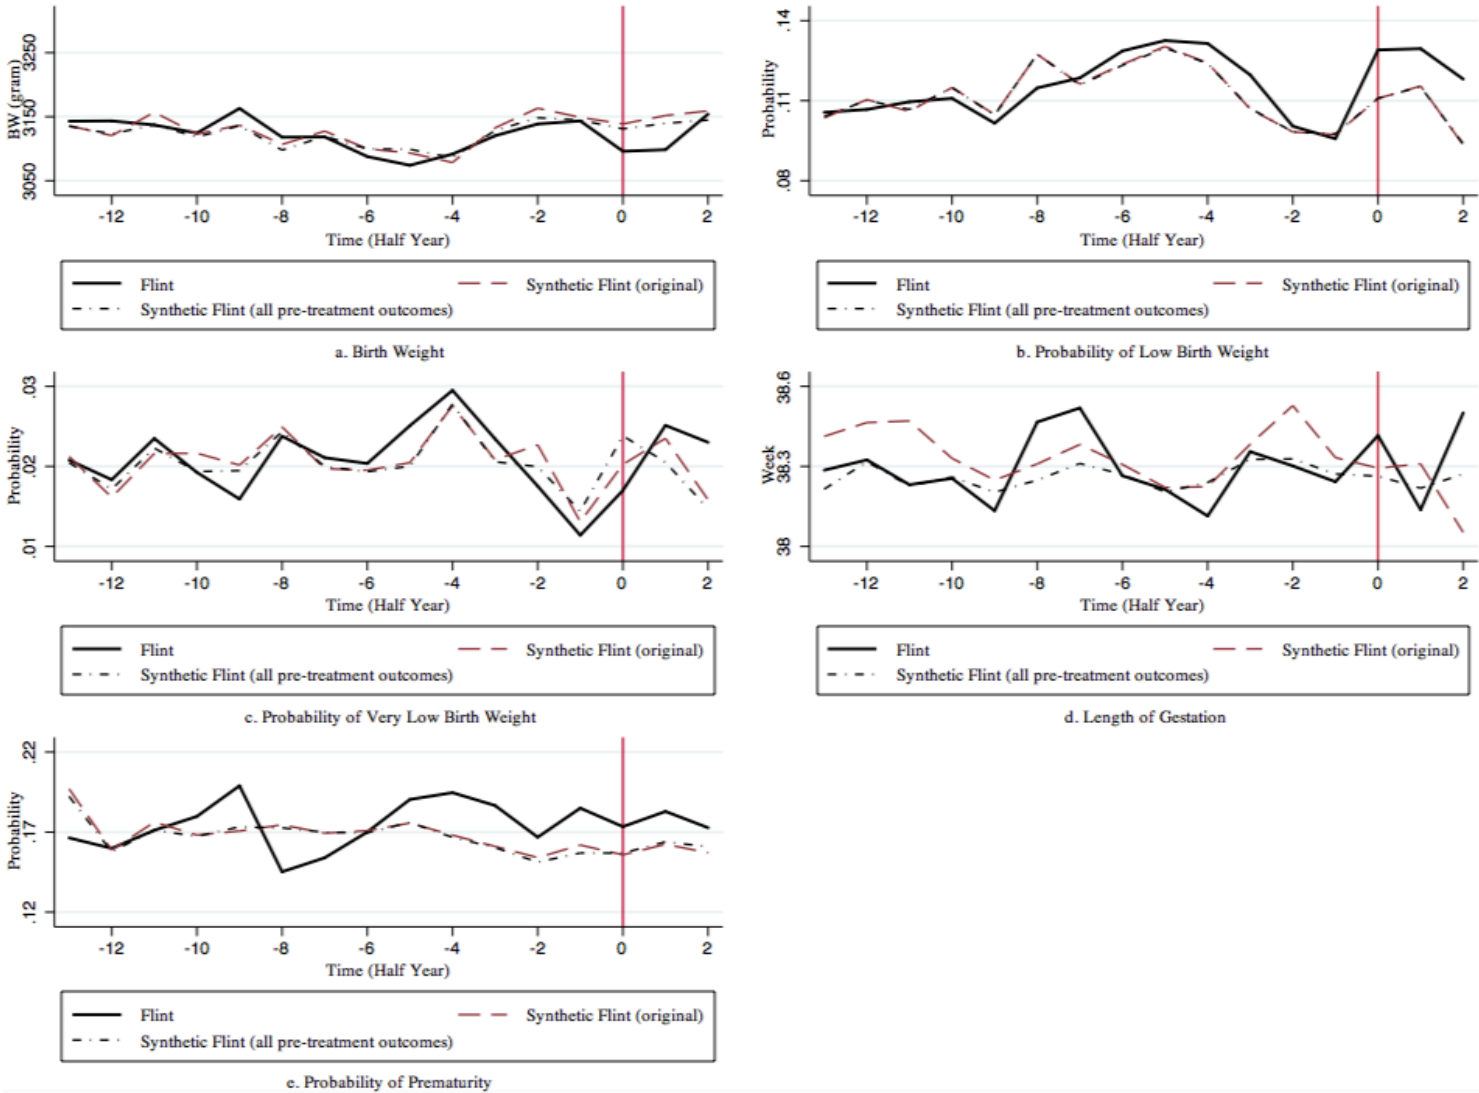 BW (gram)
3250
3150
3050
-12 -10 -8 -6 -4 -2 0 2
Time (Half Year)
Flint
Synthetic Flint (original)
Synthetic Flint (all pre-treatment outcomes)
a. Birth Weight
Probability
.14
.11
.08
-12 -10 -8 -6 -4 -2 0 2
Time (Half Year)
Flint
Synthetic Flint (original)
Synthetic Flint (all pre-treatment outcomes)
b. Probability of Low Birth Weight
Probability
.03
.02
.01
-12 -10 -8 -6 -4 -2 0 2
Time (Half Year)
Flint
Synthetic Flint (original)
Synthetic Flint (all pre-treatment outcomes)
c. Probability of Very Low Birth Weight
Week
38.6
38.3
38
-12 -10 -8 -6 -4 -2 0 2
Time (Half Year)
Flint
Synthetic Flint (original)
Synthetic Flint (all pre-treatment outcomes)
d. Length of Gestation
Probability
.22
.17
.12
-12 -10 -8 -6 -4 -2 0 2
Time (Half Year)
Flint
Synthetic Flint (original)
Synthetic Flint (all pre-treatment outcomes)
e. Probability of Prematurity